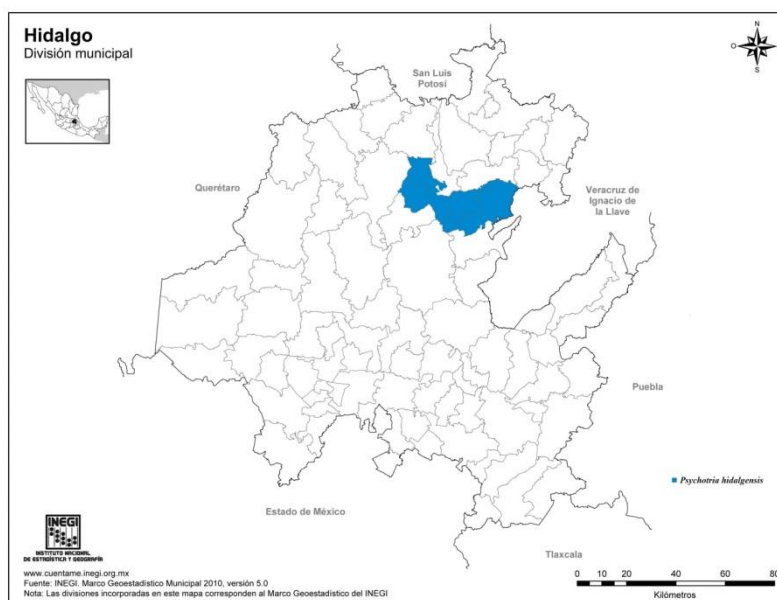 Hidalgo
División municipal
N
O
E
S
San Luis
Potosí
Querétaro
Veracruz de
Ignacio de
la Llave
Puebla
Psychotria hidalgensis
Estado de México
Tlaxcala
INEGI
INSTITUTO NACIONAL
DE ESTADÍSTICA Y GEOGRAFÍA
www.cuentame.inegi.org.mx
Fuente: INEGI. Marco Geoestadístico Municipal 2010, versión 5.0
Nota: Las divisiones incorporadas en este mapa corresponden al Marco Geoestadístico del INEGI
0 10 20 40 60 80
Kilómetros